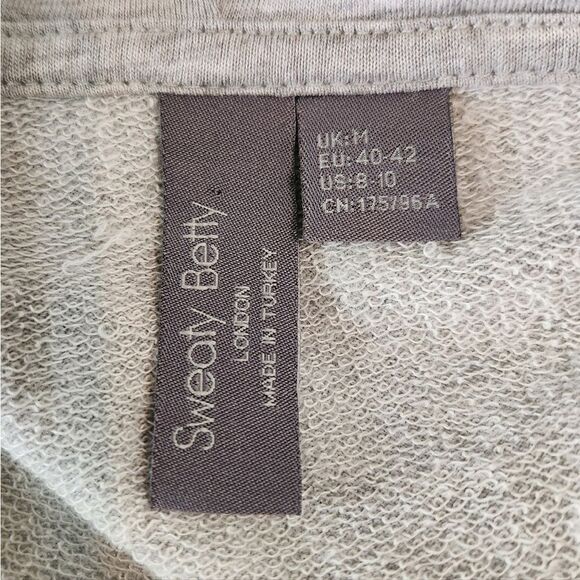 Sweaty Betty
LONDON
MADE IN TURKEY
UK:M
EU:40-42
US:8-10
CN:175/96A